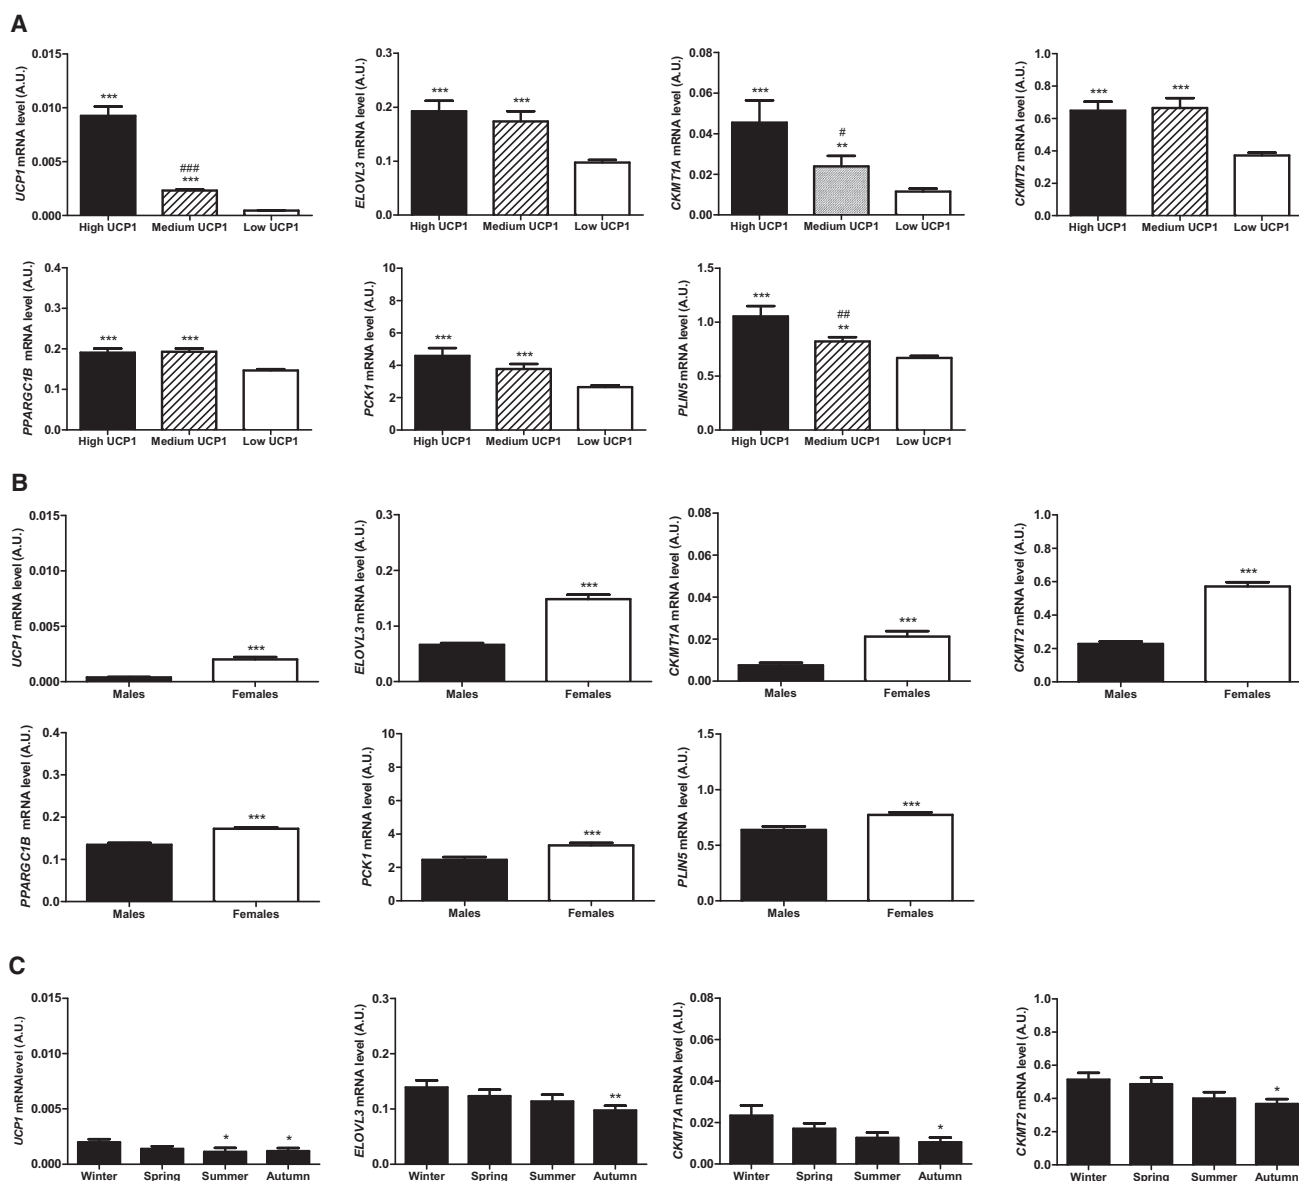 A
UCP1 mRNA level (A.U.)
0.015
0.010
0.005
0.000
***
###
***
High UCP1 Medium UCP1 Low UCP1
ELOVL3 mRNA level (A.U.)
0.3
0.2
0.1
0.0
***
***
High UCP1 Medium UCP1 Low UCP1
CKMT1A mRNA level (A.U.)
0.08
0.06
0.04
0.02
0.00
***
#
**
High UCP1 Medium UCP1 Low UCP1
CKMT2 mRNA level (A.U.)
1.0
0.8
0.6
0.4
0.2
0.0
***
***
High UCP1 Medium UCP1 Low UCP1
PPARGC1B mRNA level (A.U.)
0.4
0.3
0.2
0.1
0.0
***
***
High UCP1 Medium UCP1 Low UCP1
PCK1 mRNA level (A.U.)
10
8
6
4
2
0
***
***
High UCP1 Medium UCP1 Low UCP1
PLIN5 mRNA level (A.U.)
1.5
1.0
0.5
0.0
***
##
**
High UCP1 Medium UCP1 Low UCP1
B
UCP1 mRNA level (A.U.)
0.015
0.010
0.005
0.000
***
Males Females
ELOVL3 mRNA level (A.U.)
0.3
0.2
0.1
0.0
***
Males Females
CKMT1A mRNA level (A.U.)
0.08
0.06
0.04
0.02
0.00
***
Males Females
CKMT2 mRNA level (A.U.)
1.0
0.8
0.6
0.4
0.2
0.0
***
Males Females
PPARGC1B mRNA level (A.U.)
0.4
0.3
0.2
0.1
0.0
***
Males Females
PCK1 mRNA level (A.U.)
10
8
6
4
2
0
***
Males Females
PLIN5 mRNA level (A.U.)
1.5
1.0
0.5
0.0
***
Males Females
C
UCP1 mRNAlevel (A.U.)
0.015
0.010
0.005
0.000
*
*
Winter Spring Summer Autumn
ELOVL3 mRNA level (A.U.)
0.3
0.2
0.1
0.0
**
Winter Spring Summer Autumn
CKMT1A mRNA level (A.U.)
0.08
0.06
0.04
0.02
0.00
*
Winter Spring Summer Autumn
CKMT2 mRNA level (A.U.)
1.0
0.8
0.6
0.4
0.2
0.0
*
Winter Spring Summer Autumn